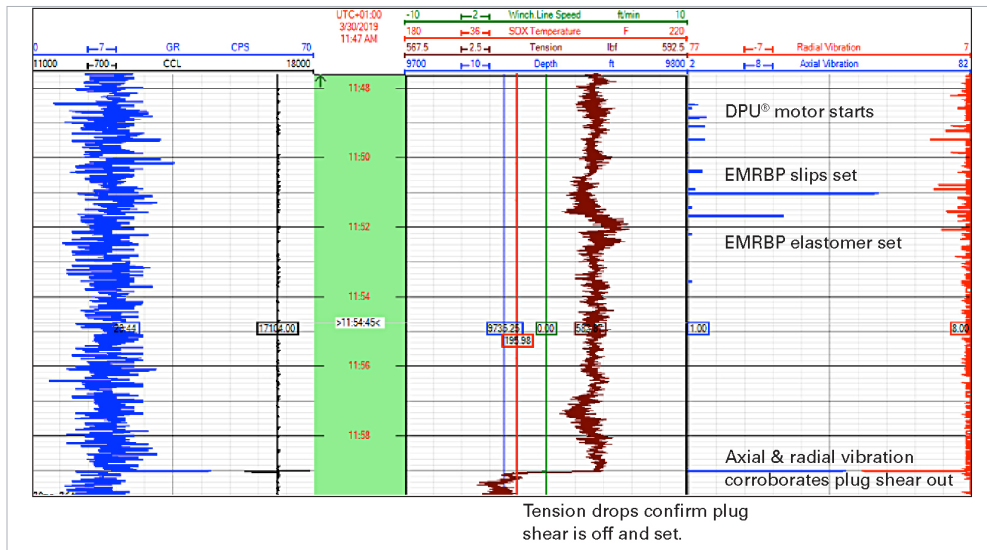 UTC+01:00
3/30/2019
11:47 AM
-10 2 Winch Line Speed ft/min 10
180 36 SOX Temperature F 220
0 -7 GR CPS 70
567.5 2.5 Tension lbf 592.5
77 -7 Radial Vibration 7
11000 -700 CCL 18000
9700 10 Depth ft 9800
2 8 Axial Vibration 82
11:48
DPU® motor starts
11:50
EMRBP slips set
11:52
EMRBP elastomer set
11:54
17104.00
>11:54:45<
9735.25
0.00
1.00
8.00
195.98
11:56
11:58
Axial & radial vibration
corroborates plug shear out
Tension drops confirm plug
shear is off and set.